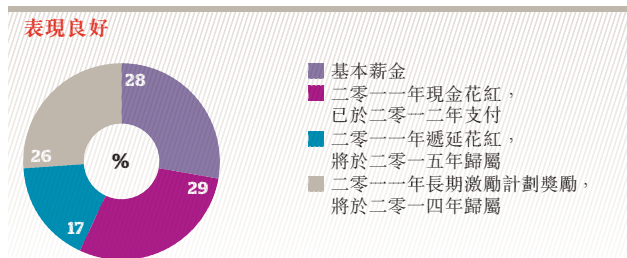 表現良好
28
29
17
26
%
基本薪金
二零一一年現金花紅，
已於二零一二年支付
二零一一年遞延花紅，
將於二零一五年歸屬
二零一一年長期激勵計劃獎勵，
將於二零一四年歸屬